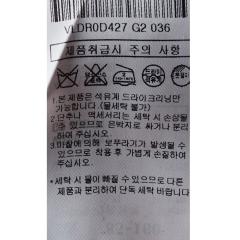 VLDR0D427 G2 036
제품취급시 주의 사항
1. 본 제품은 석유계 드라이크리닝만
가능합니다.(물세탁 불가)
2. 단추나 액세서리는 세탁 시 손상될
수 있으므로 은박지로 싸거나 분리하
여 주십시오.
3. 마찰에 의해 보푸라기가 발생될 수
있으므로 착용 후 가볍게 손질하여
주십시오.
* 세탁 시 물이 빠질 수 있으므로 다른
제품과 분리하여 단독 세탁 바랍니다.